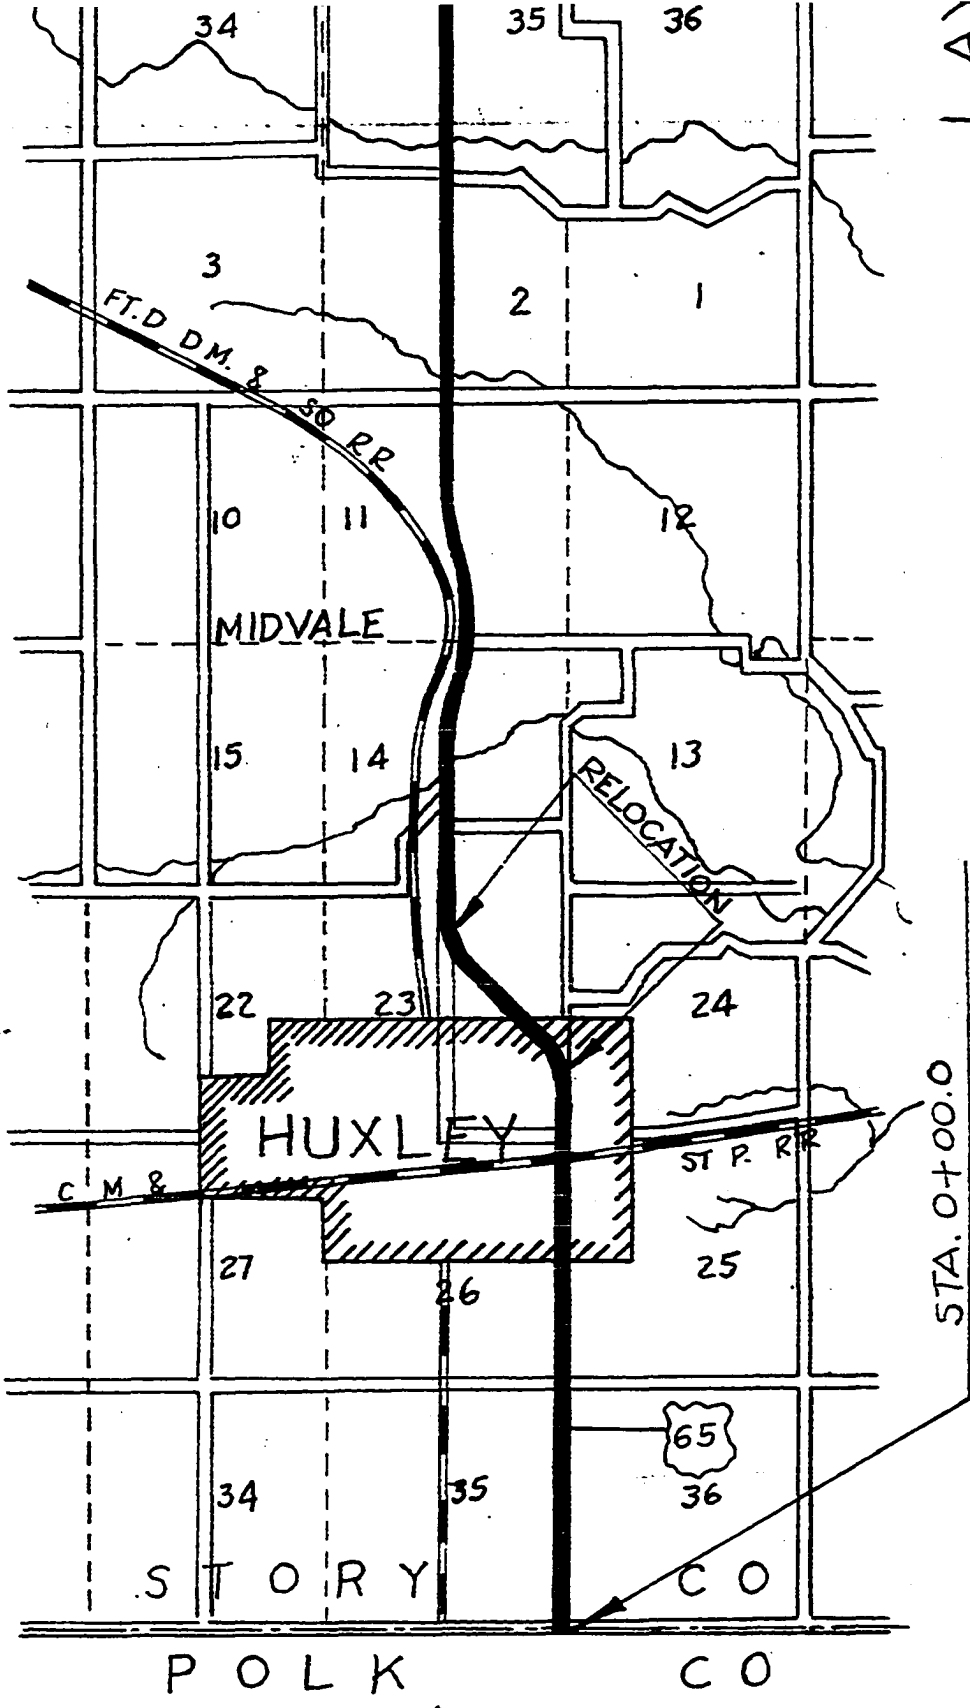 34
35
36
3
2
1
FT.D DM. & SO RR
10
11
12
MIDVALE
15
14
13
RELOCATION
22
23
24
HUXLEY
C M & ST P. RR
27
26
25
STA. 0+00.0
65
34
35
36
STORY CO
POLK CO